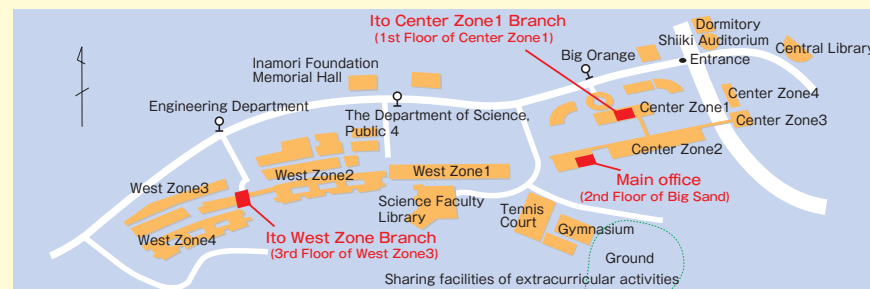 Ito Center Zone1 Branch
(1st Floor of Center Zone1)
Dormitory
Shiiki Auditorium
Central Library
Big Orange
Entrance
Inamori Foundation
Memorial Hall
Engineering Department
The Department of Science,
Public 4
Center Zone4
Center Zone1
Center Zone3
Center Zone2
West Zone1
West Zone2
West Zone3
Main office
(2nd Floor of Big Sand)
Science Faculty
Library
Tennis
Court
West Zone4
Ito West Zone Branch
(3rd Floor of West Zone3)
Gymnasium
Ground
Sharing facilities of extracurricular activities